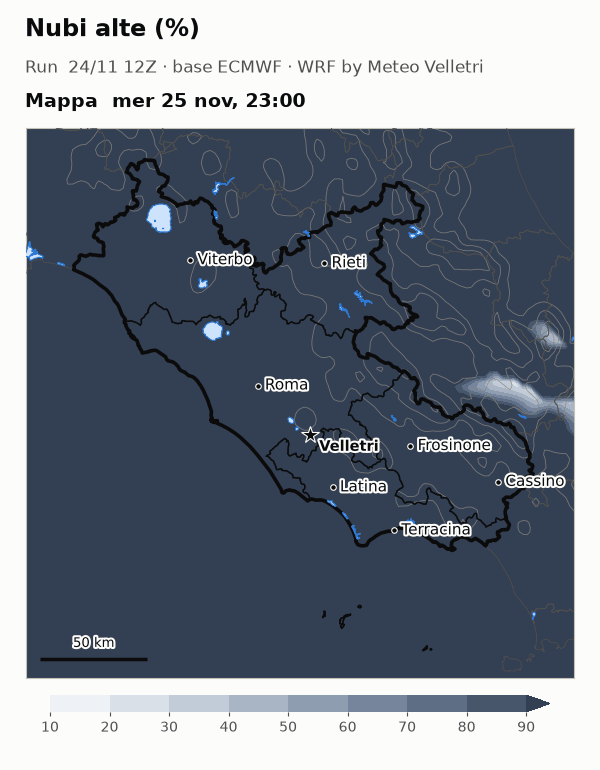 Nubi alte (%)
Run  24/11 12Z · base ECMWF · WRF by Meteo Velletri
Mappa  mer 25 nov, 23:00
Viterbo
Rieti
Roma
Velletri
Frosinone
Cassino
Latina
Terracina
50 km
10 20 30 40 50 60 70 80 90